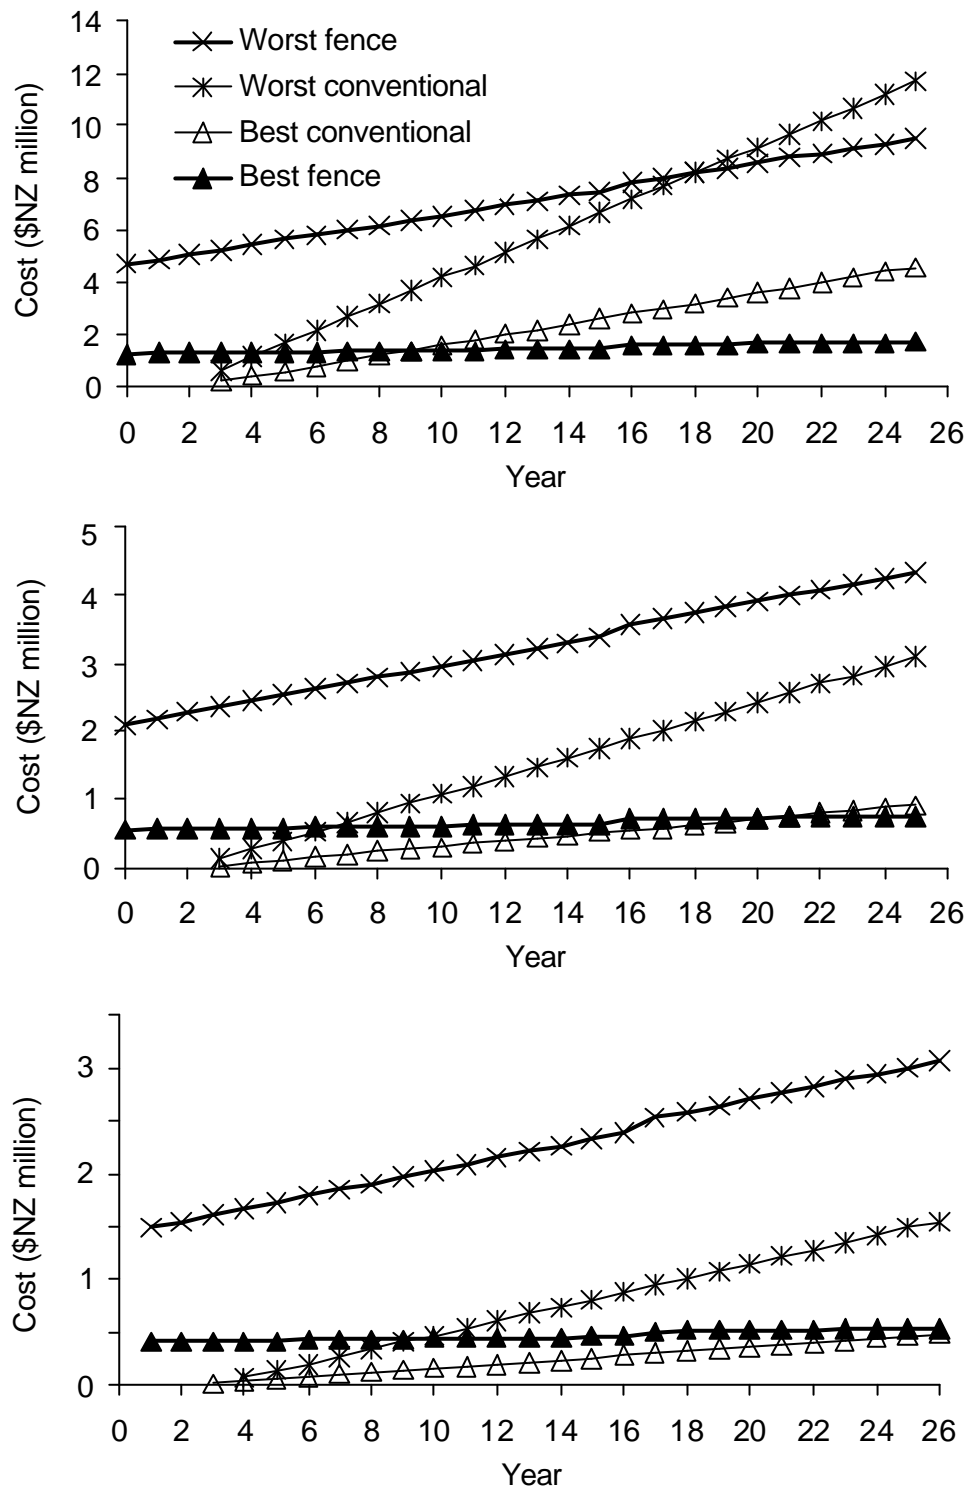 14
12
10
8
6
4
2
0
Cost ($NZ million)
Worst fence
Worst conventional
Best conventional
Best fence
0 2 4 6 8 10 12 14 16 18 20 22 24 26
Year
5
4
3
2
1
0
Cost ($NZ million)
0 2 4 6 8 10 12 14 16 18 20 22 24 26
Year
3
2
1
0
Cost ($NZ million)
0 2 4 6 8 10 12 14 16 18 20 22 24 26
Year